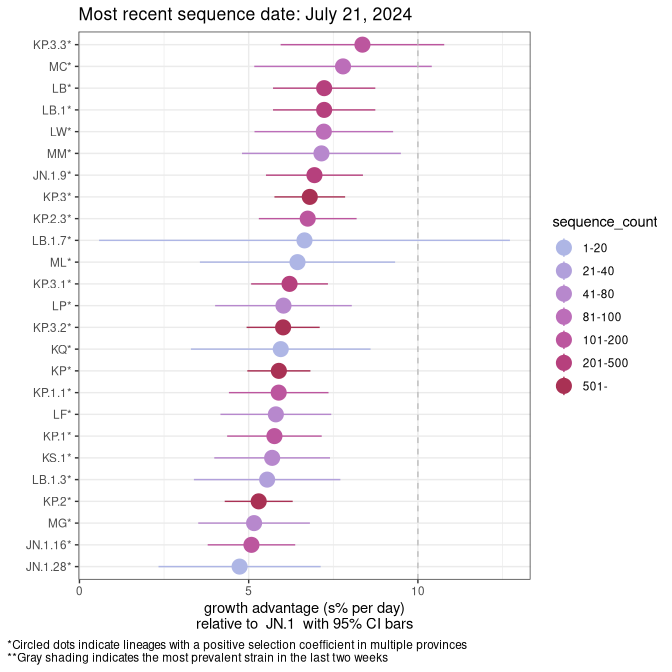 Most recent sequence date: July 21, 2024
KP.3.3*
MC*
LB*
LB.1*
LW*
MM*
JN.1.9*
KP.3*
KP.2.3*
LB.1.7*
ML*
KP.3.1*
LP*
KP.3.2*
KQ*
KP*
KP.1.1*
LF*
KP.1*
KS.1*
LB.1.3*
KP.2*
MG*
JN.1.16*
JN.1.28*
0 5 10
growth advantage (s% per day)
relative to  JN.1  with 95% CI bars
sequence_count
1-20
21-40
41-80
81-100
101-200
201-500
501-
*Circled dots indicate lineages with a positive selection coefficient in multiple provinces
**Gray shading indicates the most prevalent strain in the last two weeks